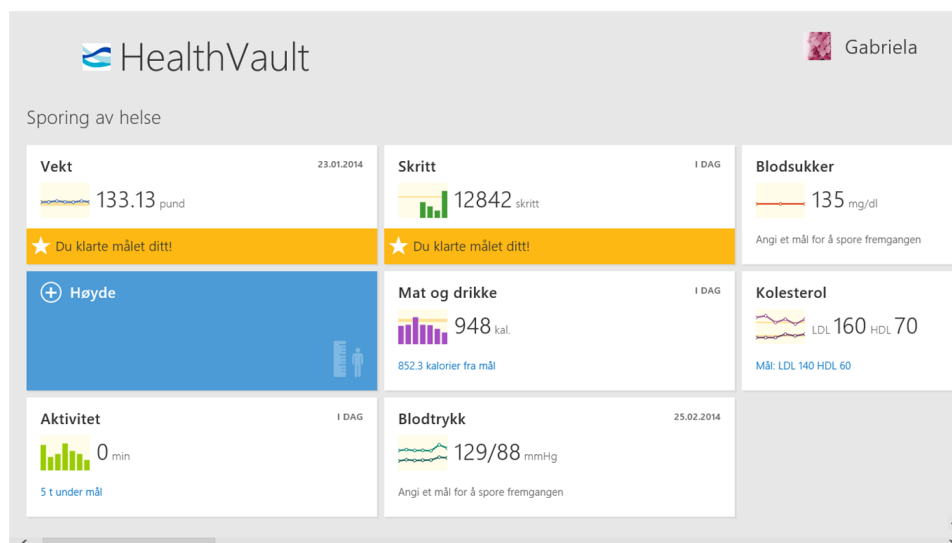 HealthVault
Gabriela
Sporing av helse
Vekt
23.01.2014
133.13 pund
Du klarte målet ditt!
Skritt
I DAG
12842 skritt
Du klarte målet ditt!
Blodsukker
135 mg/dl
Angi et mål for å spore fremgangen
Høyde
Mat og drikke
I DAG
948 kal.
852.3 kalorier fra mål
Kolesterol
LDL 160 HDL 70
Mål: LDL 140 HDL 60
Aktivitet
I DAG
0 min
5 t under mål
Blodtrykk
25.02.2014
129/88 mmHg
Angi et mål for å spore fremgangen